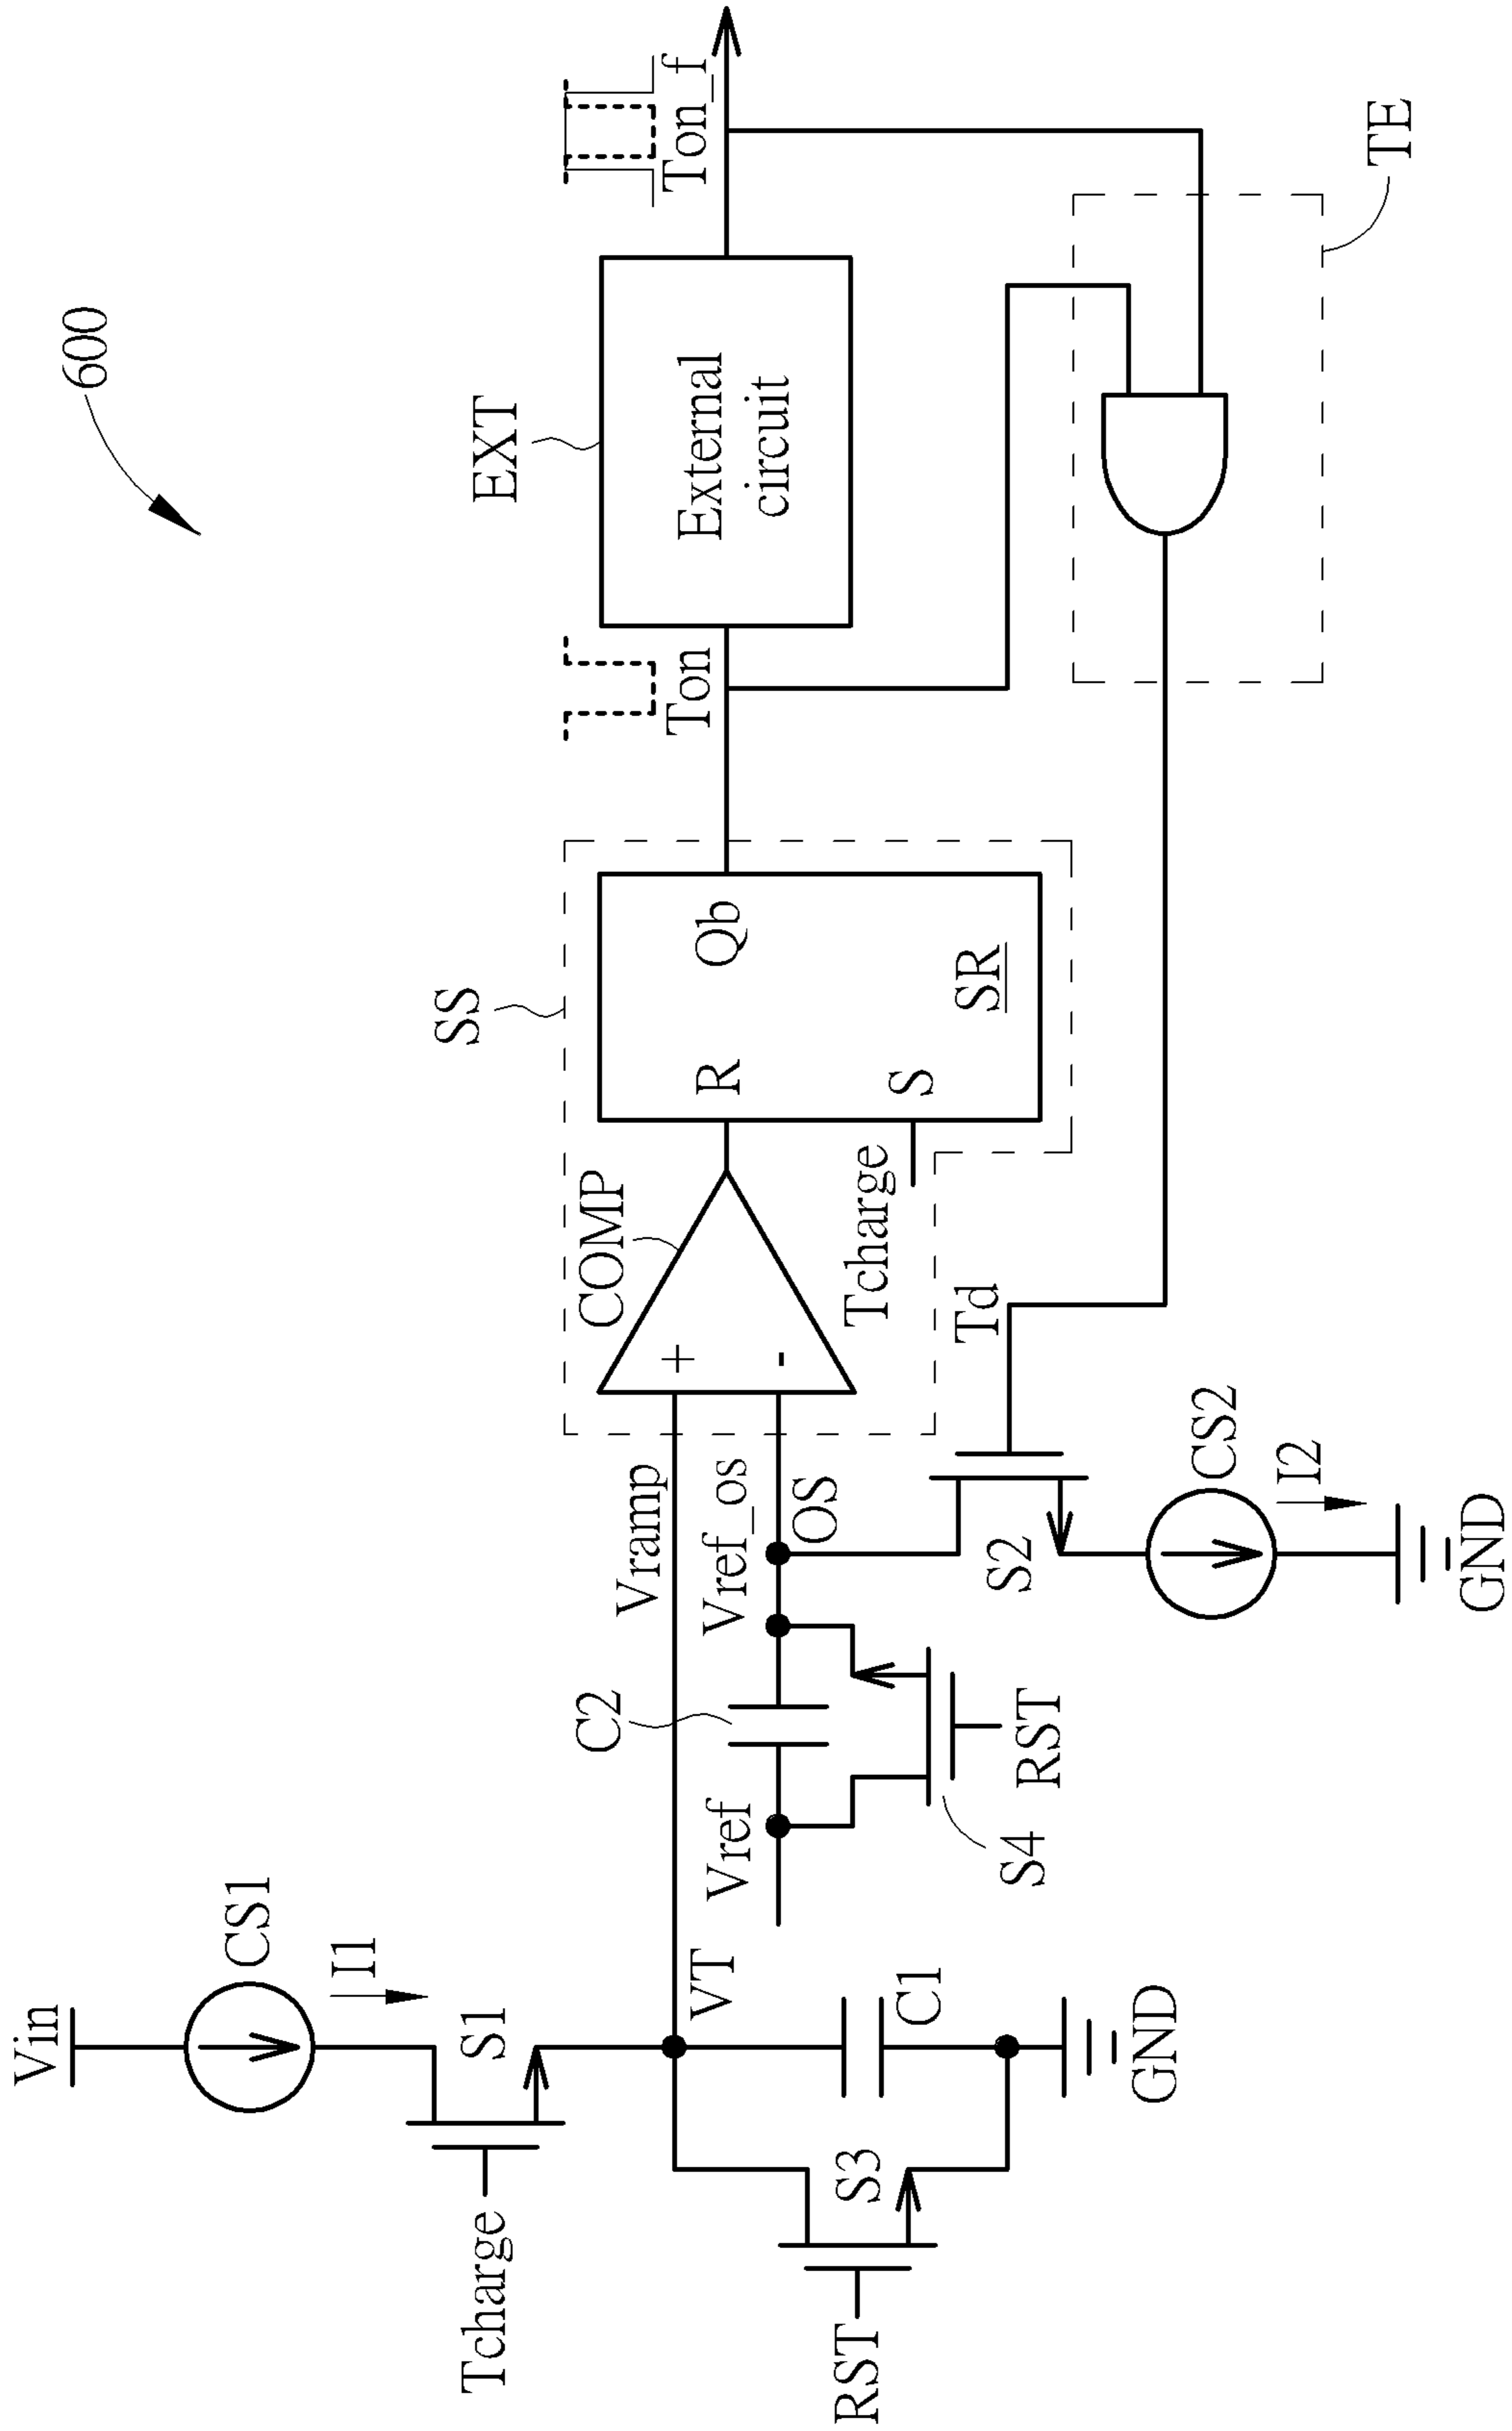 600
Vin
CS1
I1
Tcharge
S1
VT
Vramp
RST
S3
C1
GND
Vref
C2
Vref_os
OS
S4
RST
S2
Td
CS2
I2
GND
SS
COMP
+
-
R
Qb
S
SR
Tcharge
Ton
EXT
External
circuit
Ton_f
TE